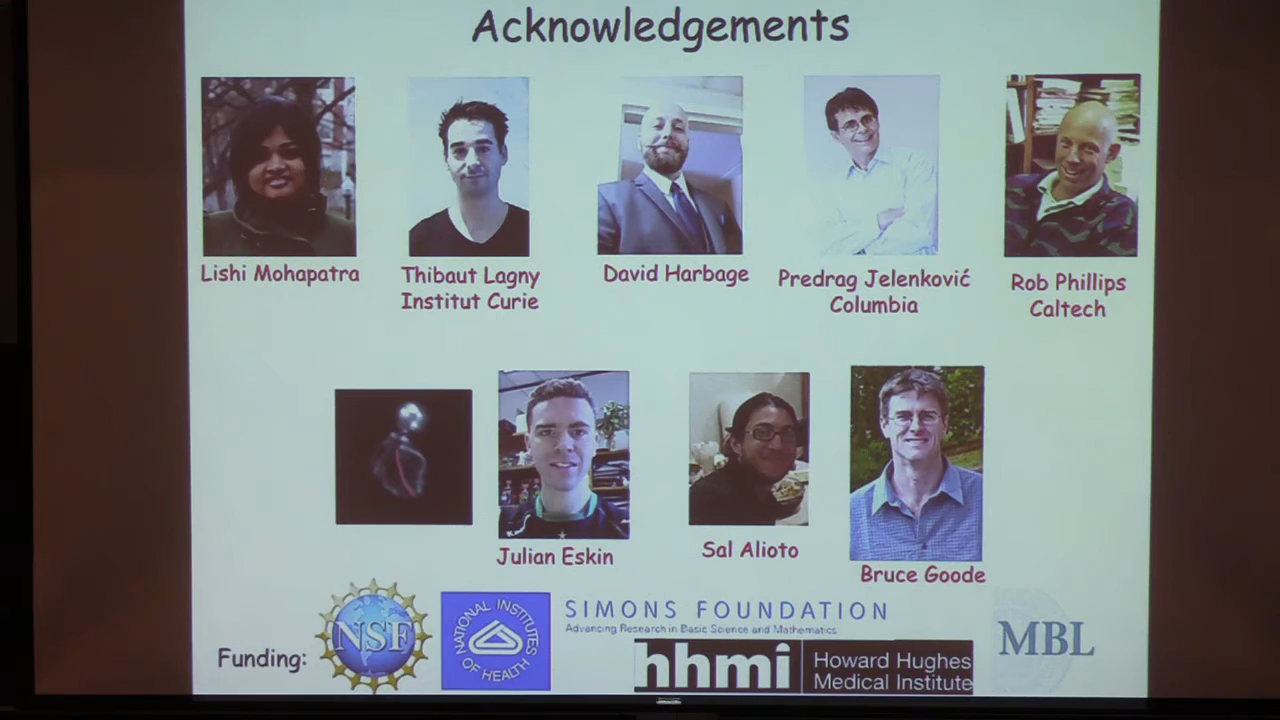 Acknowledgements
Lishi Mohapatra
Thibaut Lagny
Institut Curie
David Harbage
Predrag Jelenković
Columbia
Rob Phillips
Caltech
Julian Eskin
Sal Alioto
Bruce Goode
Funding:
NSF
NATIONAL INSTITUTES
OF HEALTH
SIMONS FOUNDATION
Advancing Research in Basic Science and Mathematics
hhmi
Howard Hughes
Medical Institute
MBL